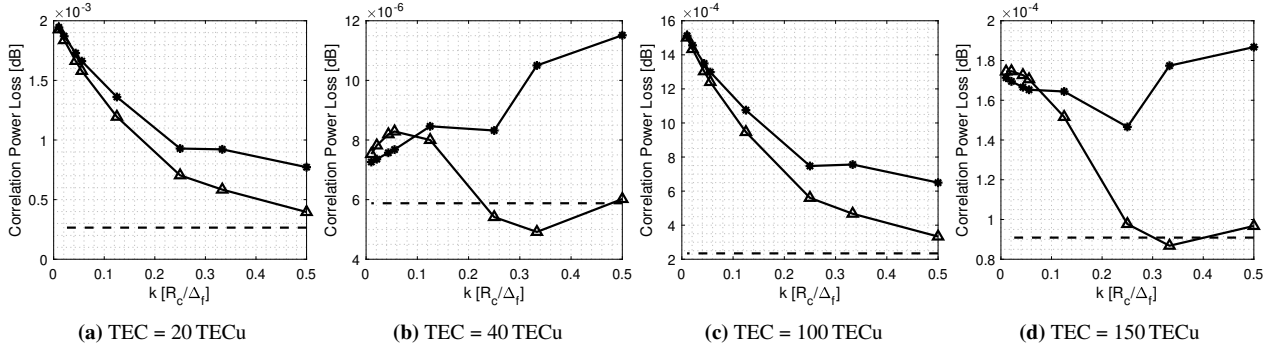 ×10⁻³
Correlation Power Loss [dB]
2
1.5
1
0.5
0
0 0.1 0.2 0.3 0.4 0.5
k [R_c/Δ_f]
(a) TEC = 20 TECu
×10⁻⁶
Correlation Power Loss [dB]
12
10
8
6
4
0 0.1 0.2 0.3 0.4 0.5
k [R_c/Δ_f]
(b) TEC = 40 TECu
×10⁻⁴
Correlation Power Loss [dB]
16
14
12
10
8
6
4
2
0 0.1 0.2 0.3 0.4 0.5
k [R_c/Δ_f]
(c) TEC = 100 TECu
×10⁻⁴
Correlation Power Loss [dB]
2
1.8
1.6
1.4
1.2
1
0.8
0 0.1 0.2 0.3 0.4 0.5
k [R_c/Δ_f]
(d) TEC = 150 TECu